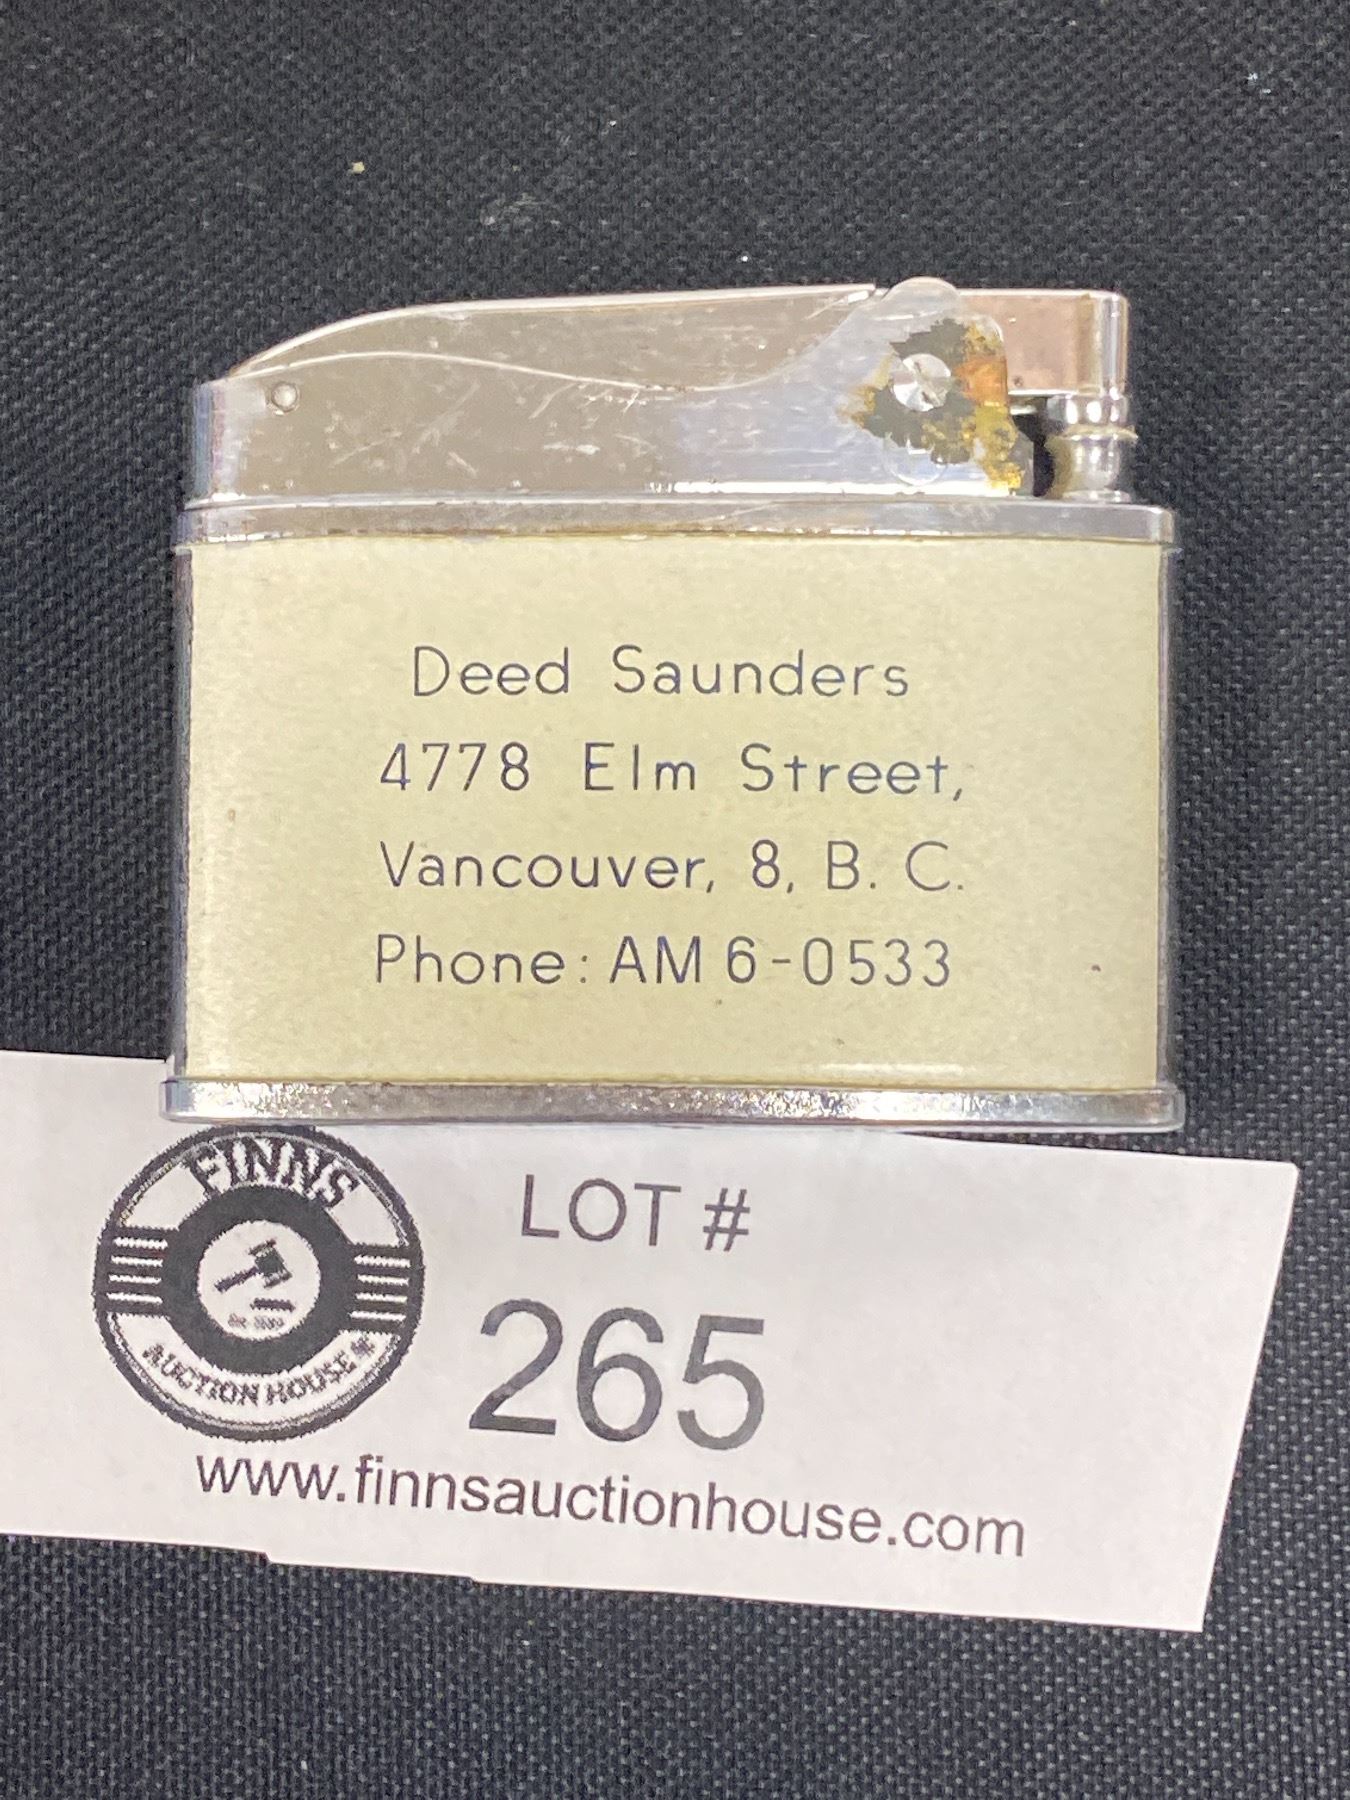 Deed Saunders
4778 Elm Street,
Vancouver, 8, B. C.
Phone: AM 6-0533
FINNS
AUCTION HOUSE
LOT #
265
www.finnsauctionhouse.com